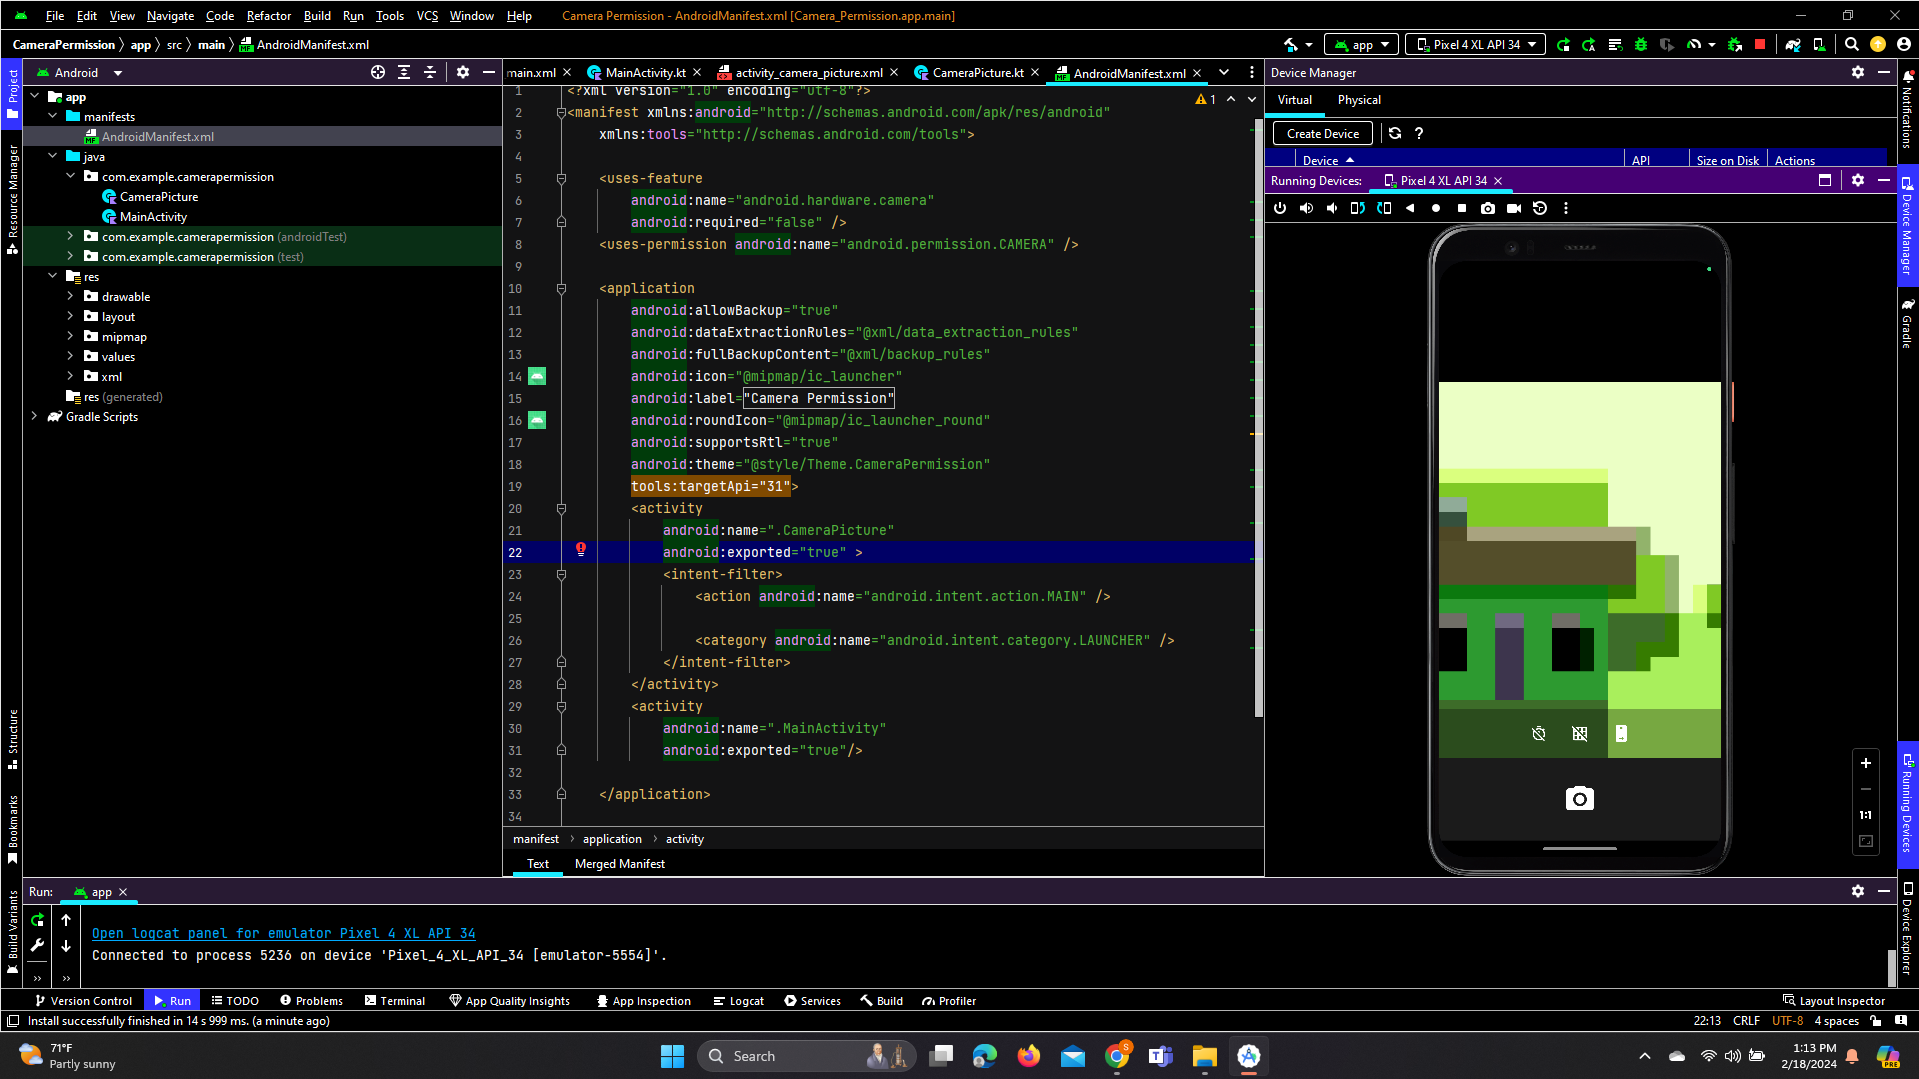 File Edit View Navigate Code Refactor Build Run Tools VCS Window Help Camera Permission - AndroidManifest.xml [Camera_Permission.app.main]
CameraPermission app src main AndroidManifest.xml app Pixel 4 XL API 34
Project
Android
app
manifests
AndroidManifest.xml
java
com.example.camerapermission
CameraPicture
MainActivity
com.example.camerapermission (androidTest)
com.example.camerapermission (test)
res
drawable
layout
mipmap
values
xml
res (generated)
Gradle Scripts
Resource Manager
Structure
Bookmarks
Build Variants
main.xml MainActivity.kt activity_camera_picture.xml CameraPicture.kt AndroidManifest.xml
1
1 <?xml version="1.0" encoding="utf-8"?>
2 <manifest xmlns:android="http://schemas.android.com/apk/res/android"
3 xmlns:tools="http://schemas.android.com/tools">
4
5 <uses-feature
6 android:name="android.hardware.camera"
7 android:required="false" />
8 <uses-permission android:name="android.permission.CAMERA" />
9
10 <application
11 android:allowBackup="true"
12 android:dataExtractionRules="@xml/data_extraction_rules"
13 android:fullBackupContent="@xml/backup_rules"
14 android:icon="@mipmap/ic_launcher"
15 android:label="Camera Permission"
16 android:roundIcon="@mipmap/ic_launcher_round"
17 android:supportsRtl="true"
18 android:theme="@style/Theme.CameraPermission"
19 tools:targetApi="31">
20 <activity
21 android:name=".CameraPicture"
22 android:exported="true" >
23 <intent-filter>
24 <action android:name="android.intent.action.MAIN" />
25
26 <category android:name="android.intent.category.LAUNCHER" />
27 </intent-filter>
28 </activity>
29 <activity
30 android:name=".MainActivity"
31 android:exported="true"/>
32
33 </application>
34
manifest application activity
Text Merged Manifest
Device Manager
Virtual Physical
Create Device ?
Device API Size on Disk Actions
Running Devices: Pixel 4 XL API 34
1:1
Notifications
Device Manager
Gradle
Running Devices
Device Explorer
Run: app
Open logcat panel for emulator Pixel 4 XL API 34
Connected to process 5236 on device 'Pixel_4_XL_API_34 [emulator-5554]'.
Version Control Run TODO Problems Terminal App Quality Insights App Inspection Logcat Services Build Profiler Layout Inspector
Install successfully finished in 14 s 999 ms. (a minute ago) 22:13 CRLF UTF-8 4 spaces
71°F
Partly sunny
Search
S
PRE
1:13 PM
2/18/2024